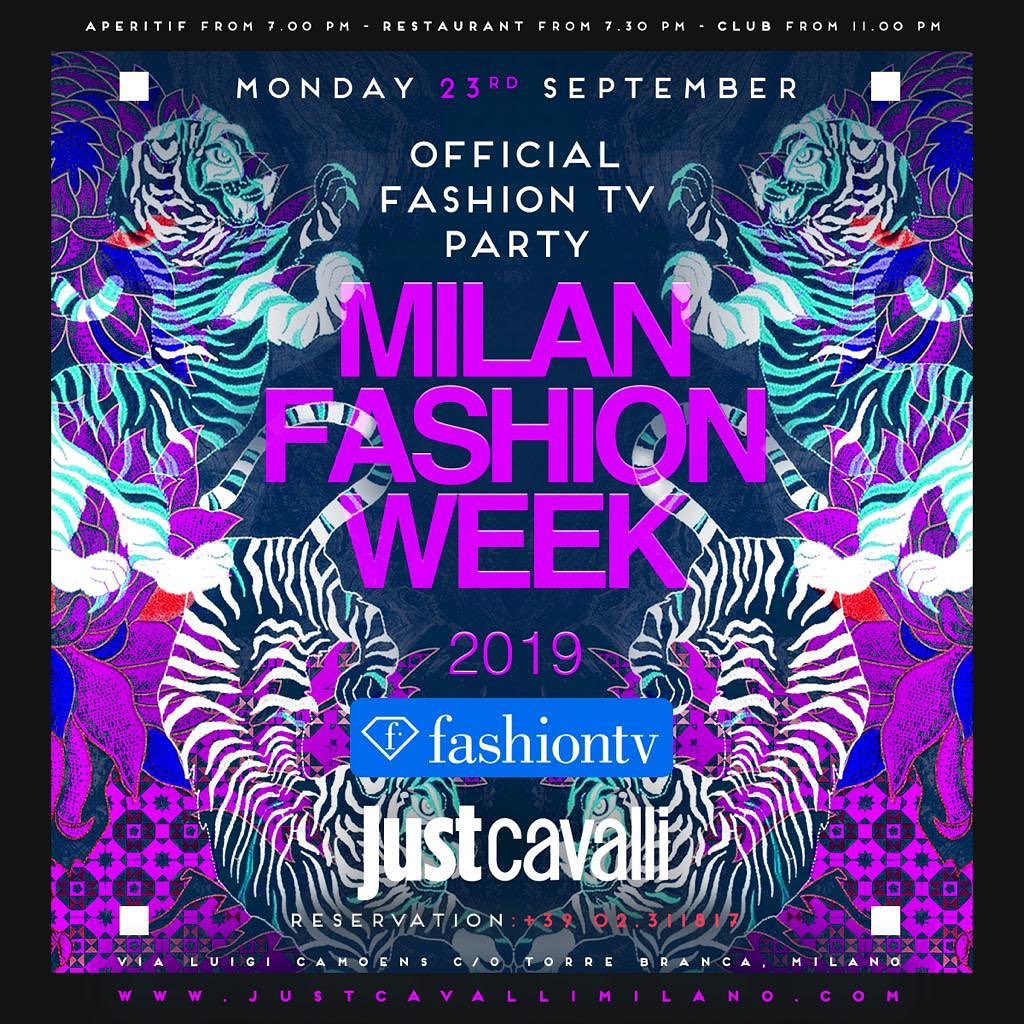 APERITIF FROM 7.00 PM - RESTAURANT FROM 7.30 PM - CLUB FROM 11.00 PM
MONDAY 23RD SEPTEMBER
OFFICIAL
FASHION TV
PARTY
MILAN
FASHION
WEEK
2019
f. fashiontv
justcavalli
RESERVATION:+39 02.311817
VIA LUIGI CAMOENS C/O TORRE BRANCA, MILANO
WWW.JUSTCAVALLIMILANO.COM